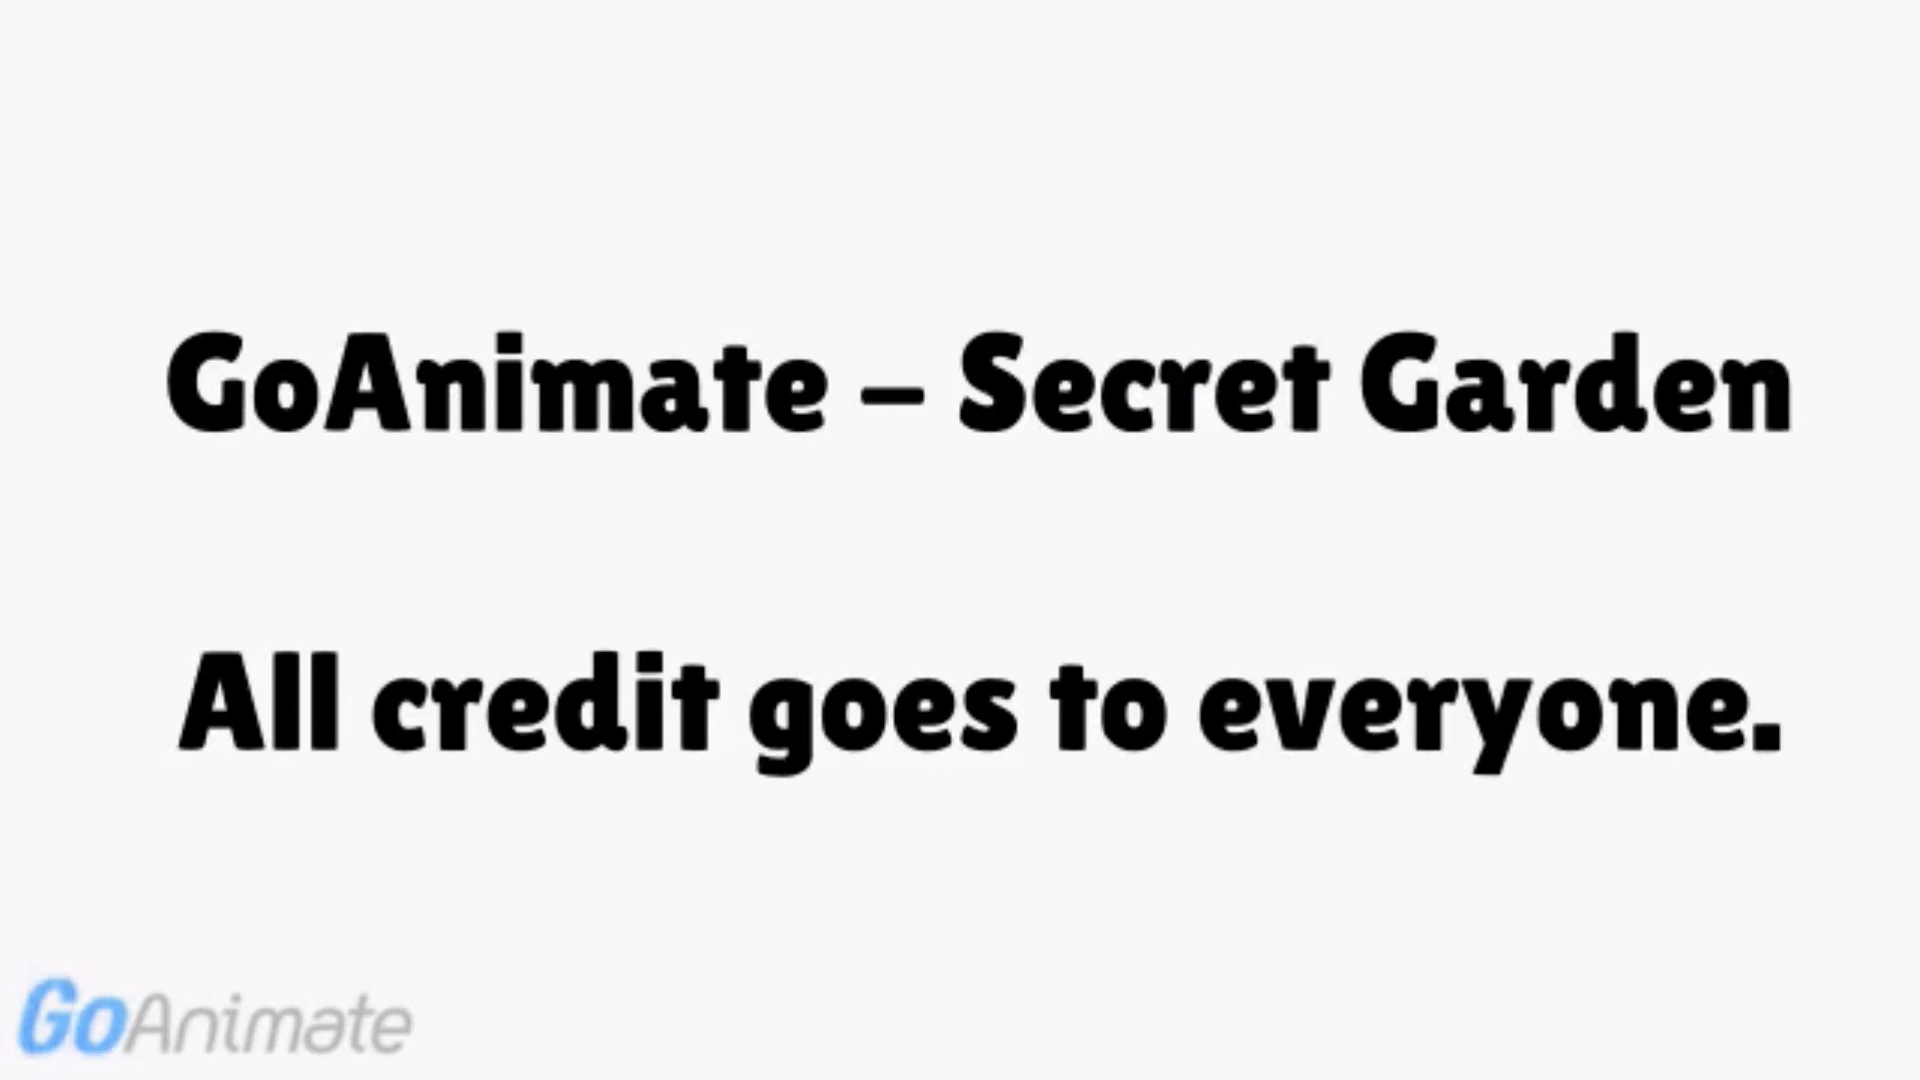 GoAnimate – Secret Garden
All credit goes to everyone.
GoAnimate